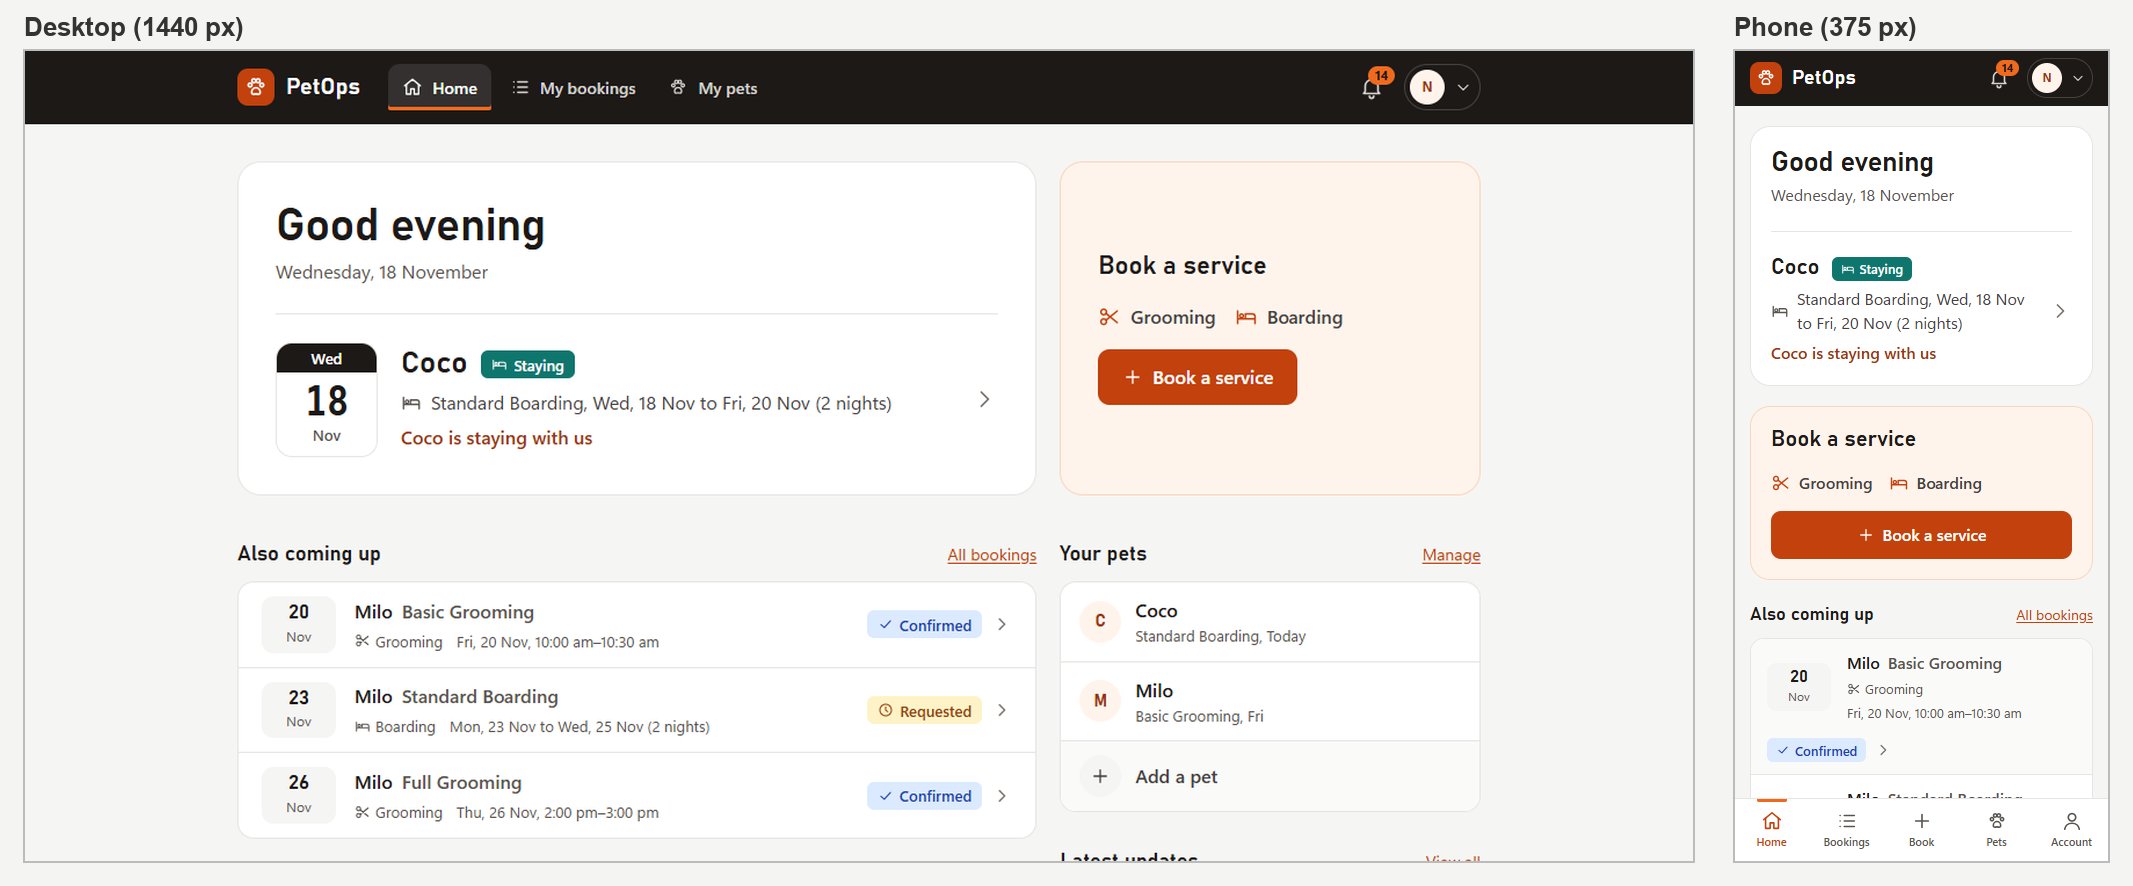 Desktop (1440 px)
PetOps
Home
My bookings
My pets
14
N
Good evening
Wednesday, 18 November
Wed
18
Nov
Coco
Staying
Standard Boarding, Wed, 18 Nov to Fri, 20 Nov (2 nights)
Coco is staying with us
Book a service
Grooming
Boarding
Book a service
Also coming up
All bookings
20
Nov
Milo Basic Grooming
Grooming Fri, 20 Nov, 10:00 am–10:30 am
Confirmed
23
Nov
Milo Standard Boarding
Boarding Mon, 23 Nov to Wed, 25 Nov (2 nights)
Requested
26
Nov
Milo Full Grooming
Grooming Thu, 26 Nov, 2:00 pm–3:00 pm
Confirmed
Your pets
Manage
C
Coco
Standard Boarding, Today
M
Milo
Basic Grooming, Fri
Add a pet
Latest updates
View all
Phone (375 px)
PetOps
14
N
Good evening
Wednesday, 18 November
Coco
Staying
Standard Boarding, Wed, 18 Nov
to Fri, 20 Nov (2 nights)
Coco is staying with us
Book a service
Grooming
Boarding
Book a service
Also coming up
All bookings
20
Nov
Milo Basic Grooming
Grooming
Fri, 20 Nov, 10:00 am–10:30 am
Confirmed
Milo Standard Boarding
Home
Bookings
Book
Pets
Account